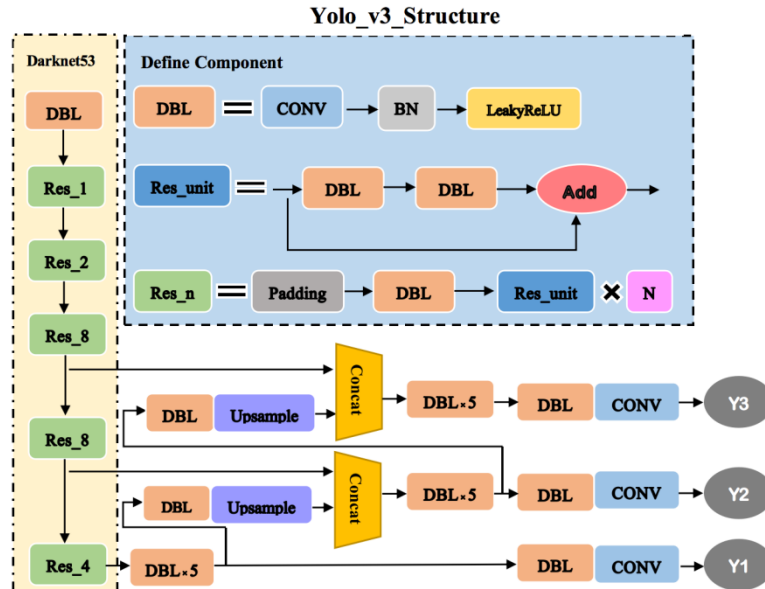 Yolo_v3_Structure
Darknet53
DBL
Res_1
Res_2
Res_8
Res_8
Res_4
Define Component
DBL = CONV BN LeakyReLU
Res_unit = DBL DBL Add
Res_n = Padding DBL Res_unit × N
DBL Upsample Concat DBL×5 DBL CONV Y3
DBL Upsample Concat DBL×5 DBL CONV Y2
DBL×5 DBL CONV Y1